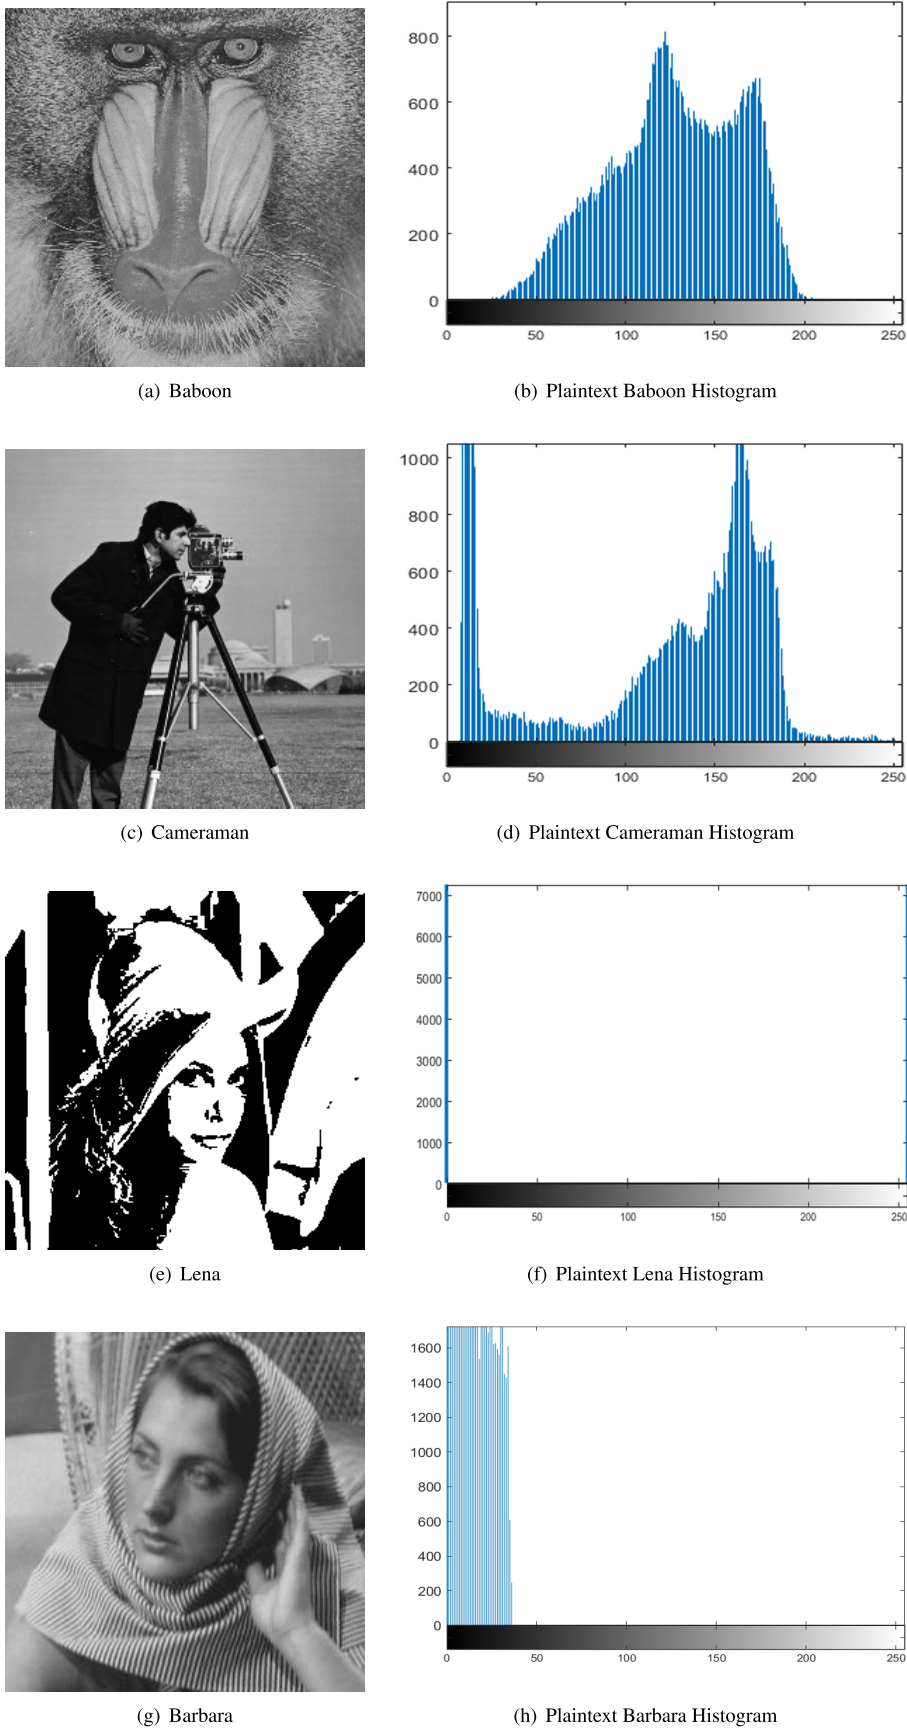 800
600
400
200
0
0 50 100 150 200 250
(a) Baboon
(b) Plaintext Baboon Histogram
1000
800
600
400
200
0
0 50 100 150 200 250
(c) Cameraman
(d) Plaintext Cameraman Histogram
7000
6000
5000
4000
3000
2000
1000
0
0 50 100 150 200 250
(e) Lena
(f) Plaintext Lena Histogram
1600
1400
1200
1000
800
600
400
200
0
0 50 100 150 200 250
(g) Barbara
(h) Plaintext Barbara Histogram